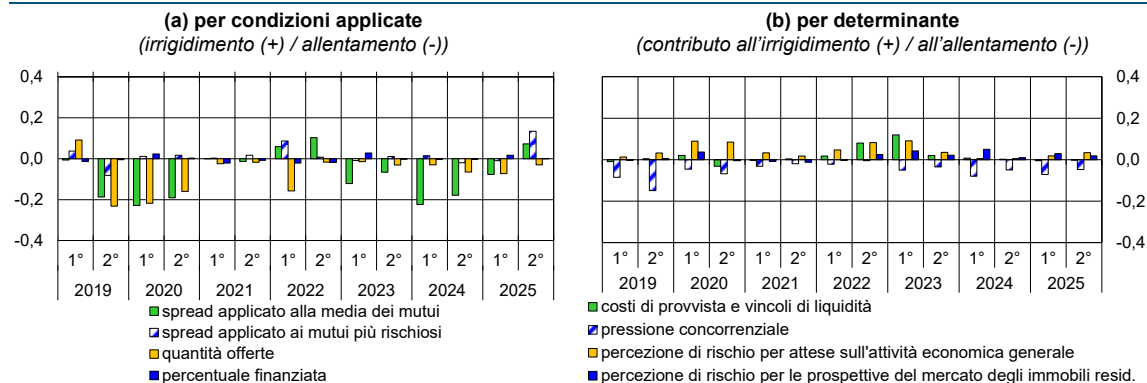 (a) per condizioni applicate
(irrigidimento (+) / allentamento (-))
0,4
0,2
0,0
-0,2
-0,4
1° 2° 1° 2° 1° 2° 1° 2° 1° 2° 1° 2° 1° 2°
2019 2020 2021 2022 2023 2024 2025
spread applicato alla media dei mutui
spread applicato ai mutui più rischiosi
quantità offerte
percentuale finanziata
(b) per determinante
(contributo all'irrigidimento (+) / all'allentamento (-))
0,4
0,2
0,0
-0,2
-0,4
1° 2° 1° 2° 1° 2° 1° 2° 1° 2° 1° 2° 1° 2°
2019 2020 2021 2022 2023 2024 2025
costi di provvista e vincoli di liquidità
pressione concorrenziale
percezione di rischio per attese sull'attività economica generale
percezione di rischio per le prospettive del mercato degli immobili resid.